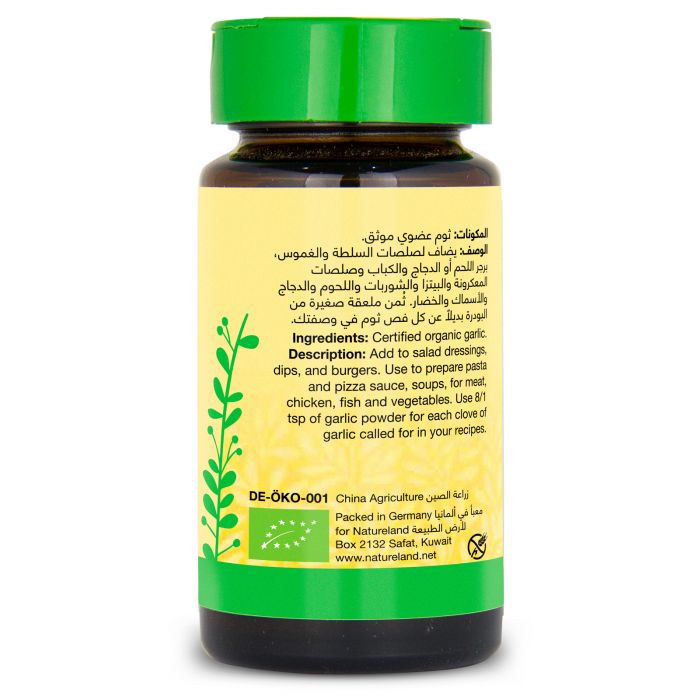 المكونات: ثوم عضوي موثق.
الوصف: يضاف لصلصات السلطة والغموس،
برجر اللحم أو الدجاج والكباب وصلصات
المعكرونة والبيتزا والشوربات واللحوم والدجاج
والأسماك والخضار. ثُمن ملعقة صغيرة من
البودرة بديلاً عن كل فص ثوم في وصفتك.
Ingredients: Certified organic garlic.
Description: Add to salad dressings,
dips, and burgers. Use to prepare pasta
and pizza sauce, soups, for meat,
chicken, fish and vegetables. Use 8/1
tsp of garlic powder for each clove of
garlic called for in your recipes.
DE-ÖKO-001 China Agriculture زراعة الصين
Packed in Germany معبأ في ألمانيا
for Natureland لأرض الطبيعة
Box 2132 Safat, Kuwait
www.natureland.net